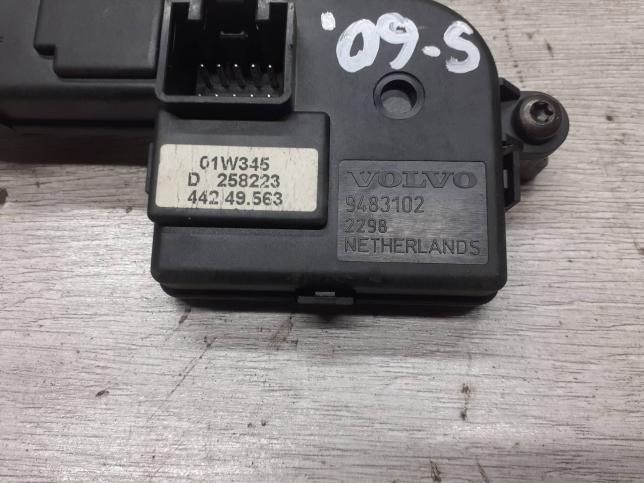 '09-S
01W345
D 258223
442 49.563
VOLVO
9483102
2298
NETHERLANDS